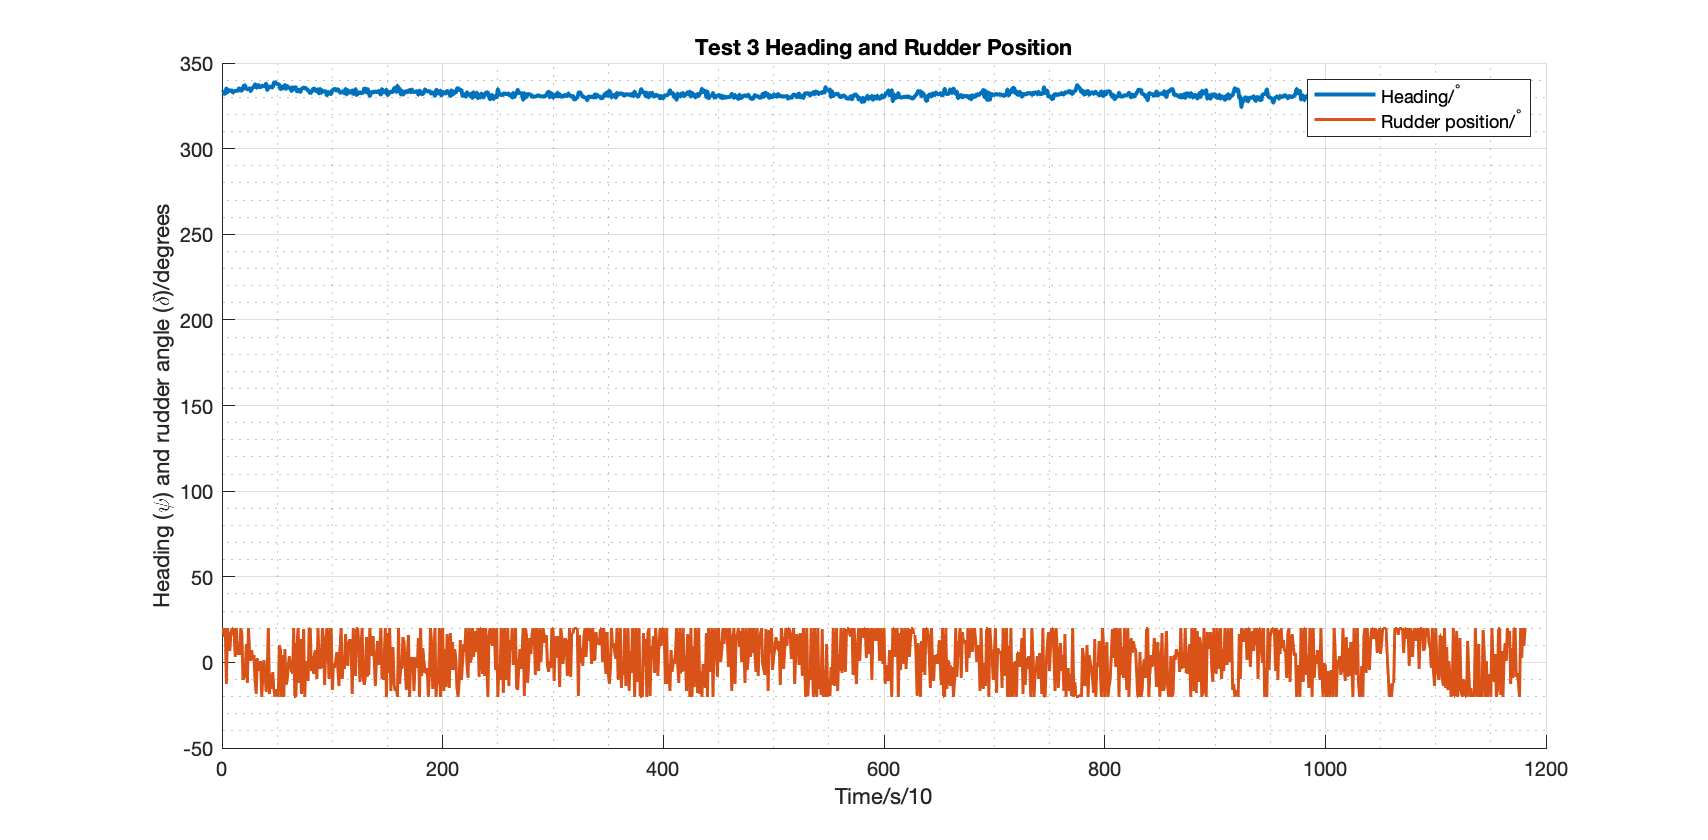 Test 3 Heading and Rudder Position
350
300
250
200
150
100
50
0
-50
Heading (ψ) and rudder angle (δ)/degrees
Heading/°
Rudder position/°
0 200 400 600 800 1000 1200
Time/s/10